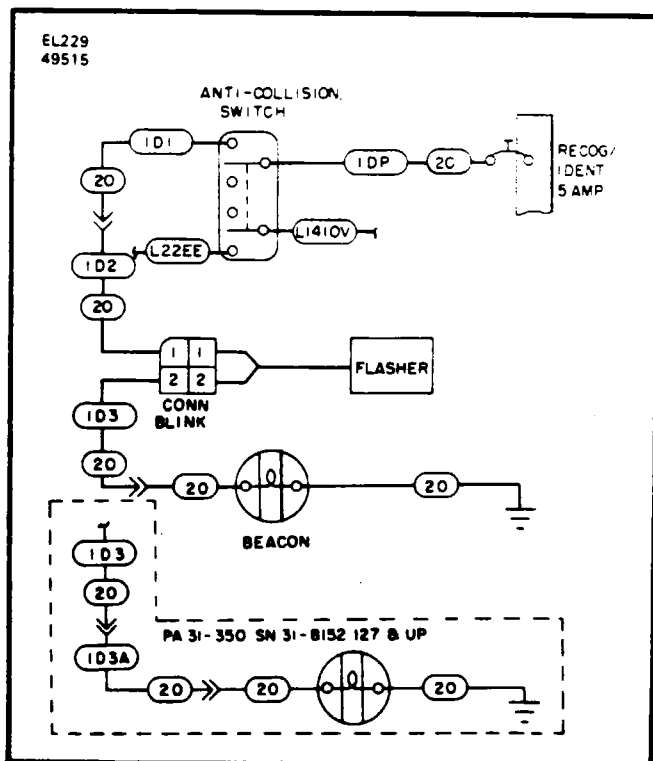 EL229
49515
ANTI-COLLISION
SWITCH
1D1
1DP
20
RECOG/
IDENT
5 AMP
20
L1410V
L22EE
1D2
20
1 1
2 2
FLASHER
CONN
BLINK
1D3
20
20
20
BEACON
1D3
20
PA 31-350 SN 31-8152 127 & UP
1D3A
20
20
20